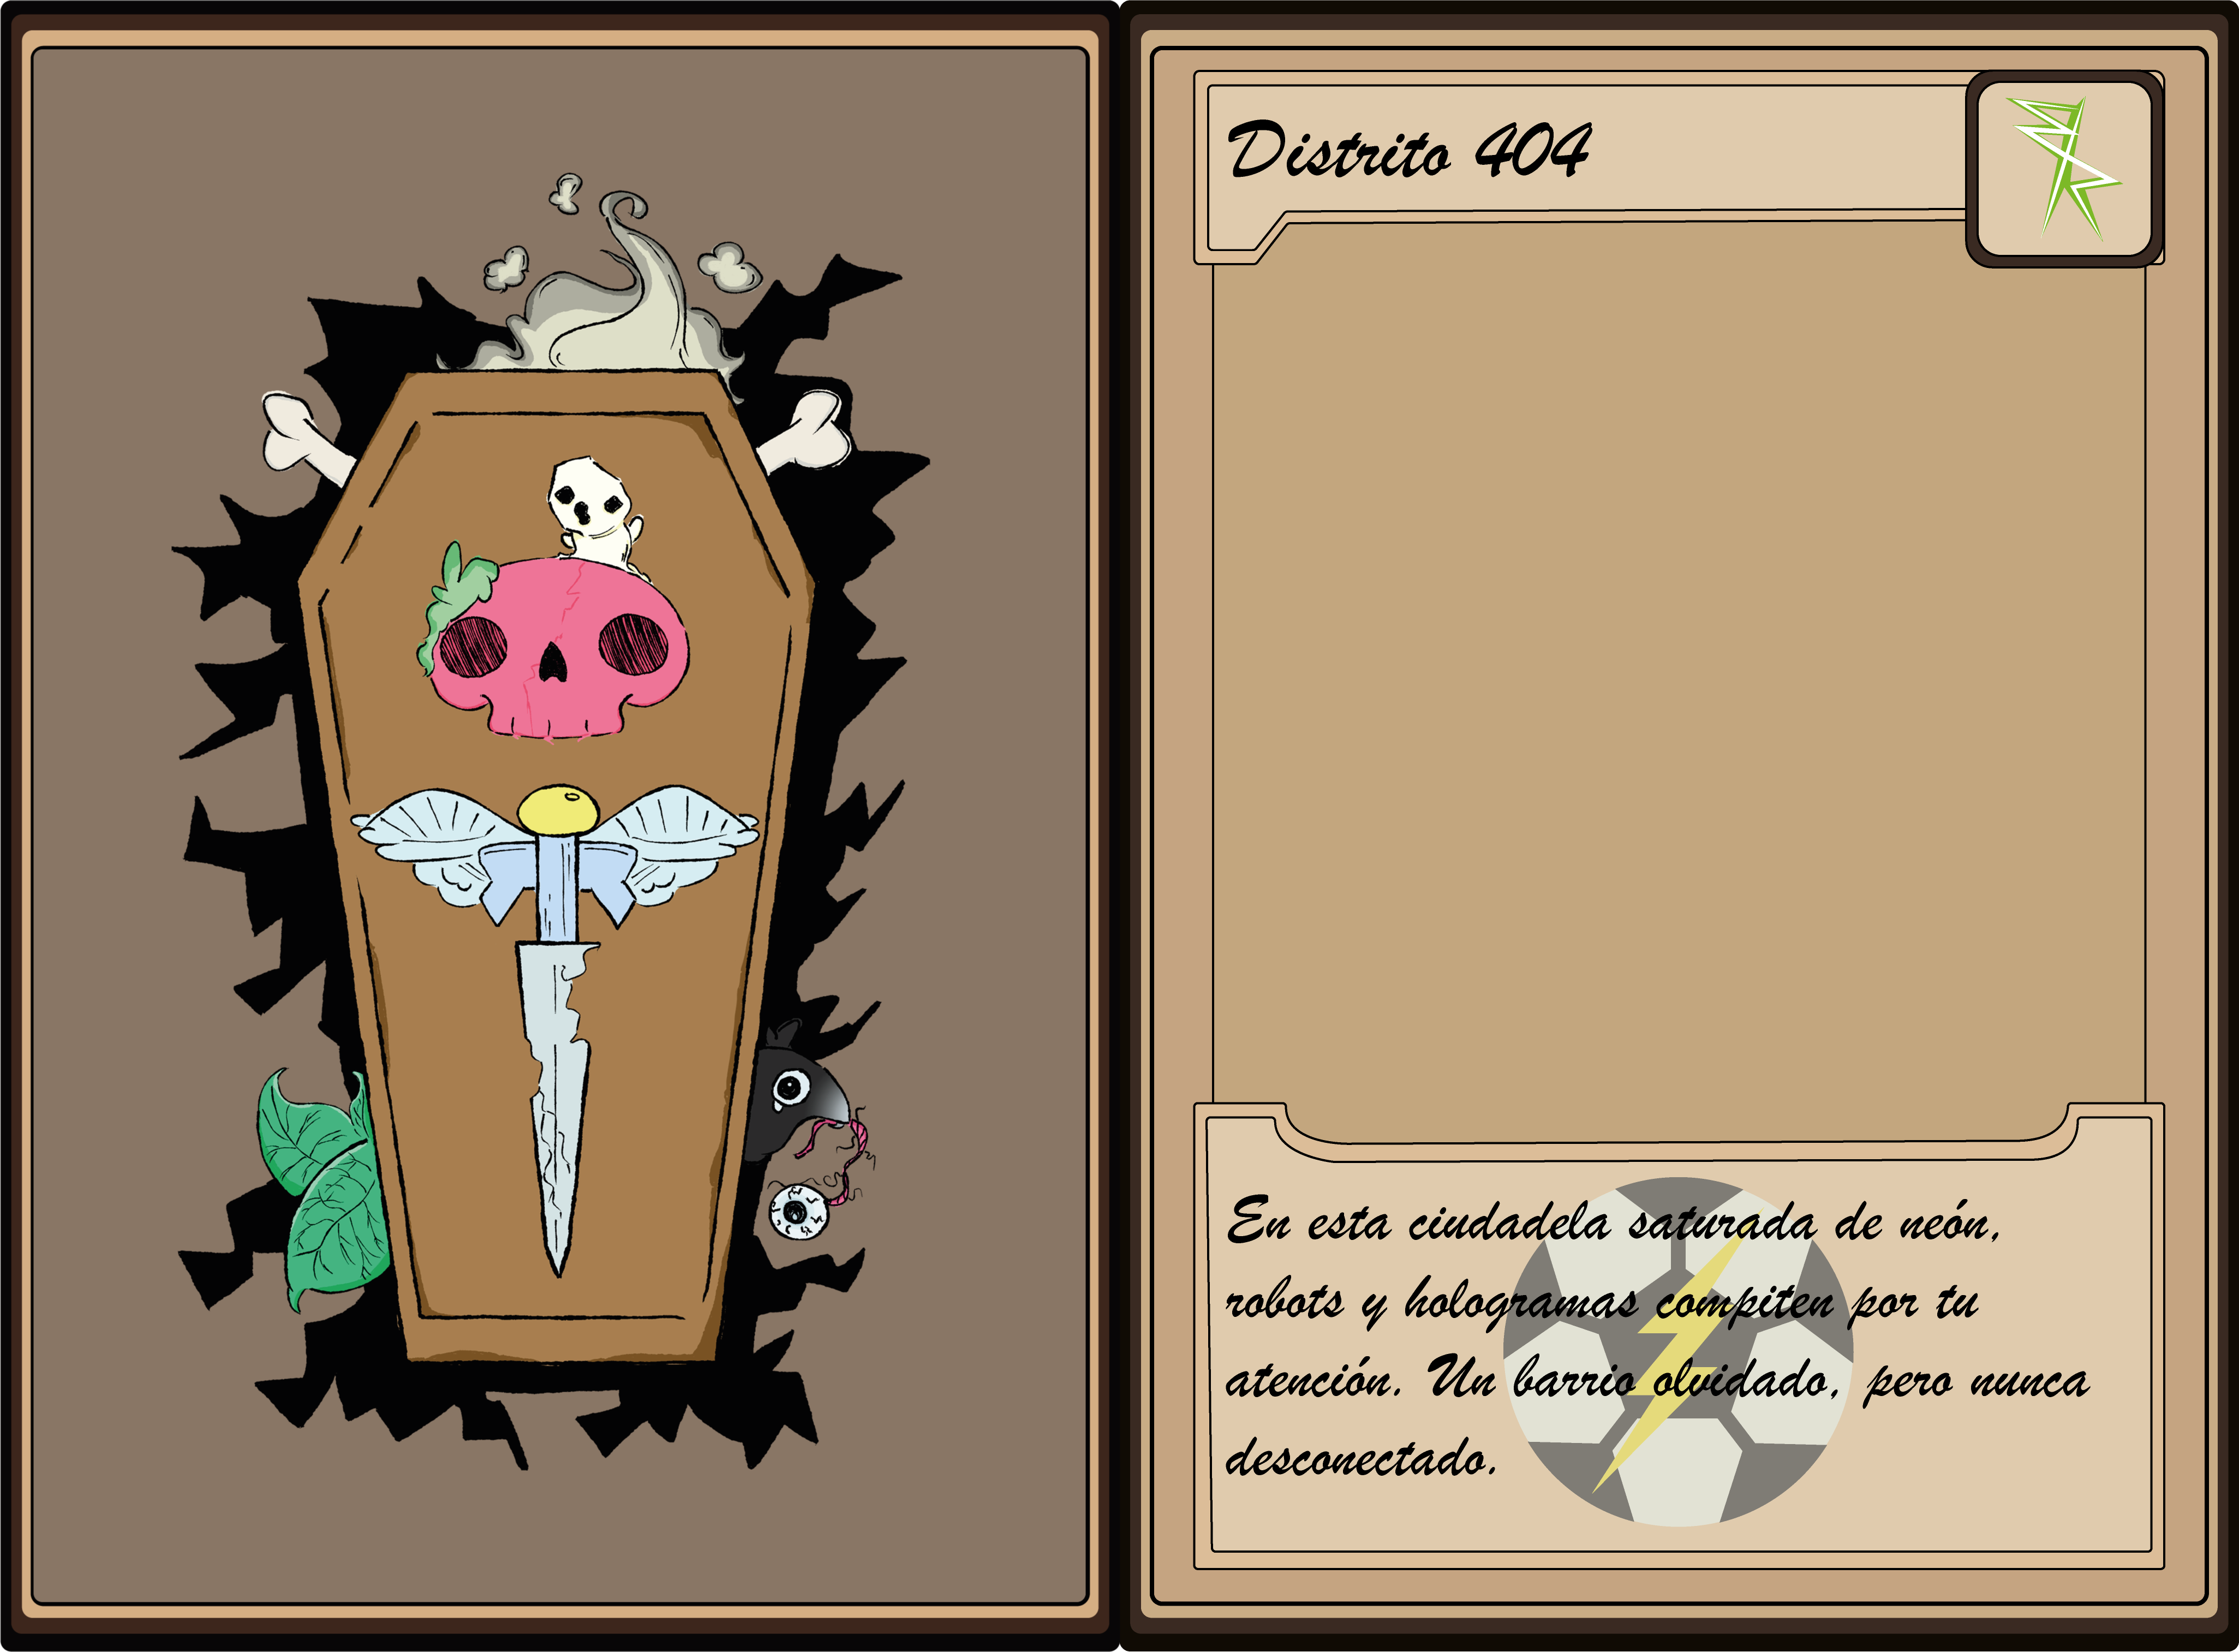 Distrito 404
En esta ciudadela saturada de neón,
robots y hologramas compiten por tu
atención. Un barrio olvidado, pero nunca
desconectado.